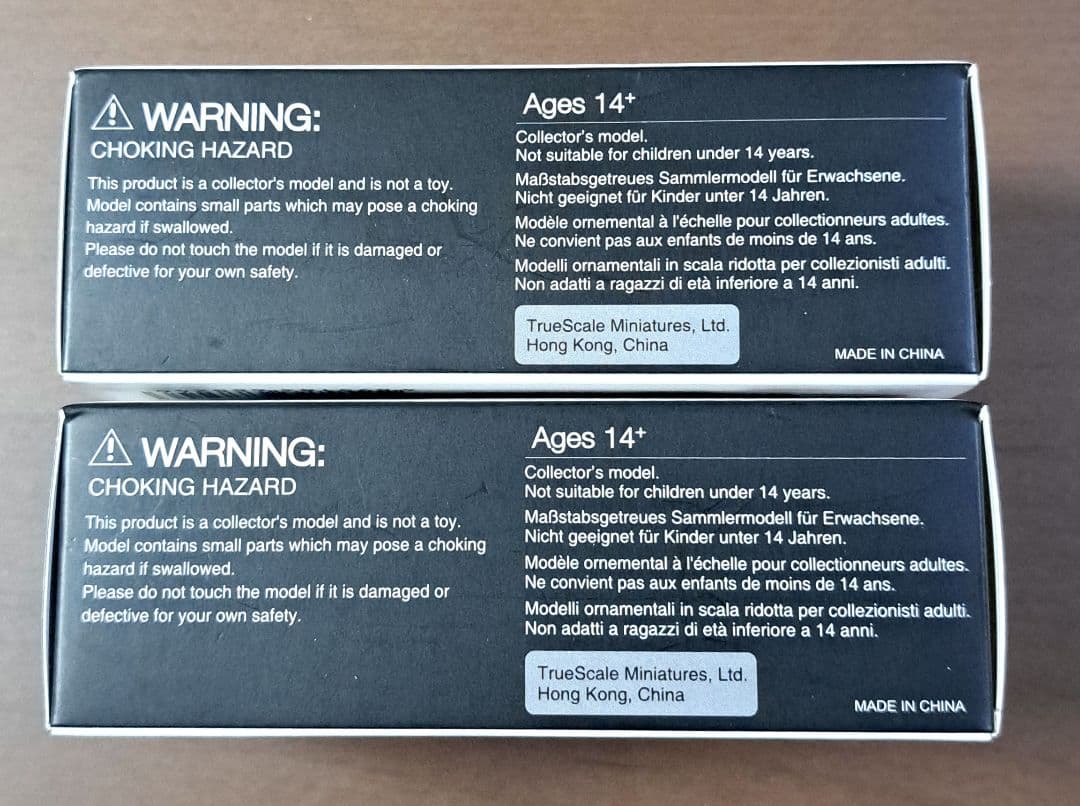 WARNING:
CHOKING HAZARD
This product is a collector's model and is not a toy.
Model contains small parts which may pose a choking
hazard if swallowed.
Please do not touch the model if it is damaged or
defective for your own safety.
Ages 14+
Collector's model.
Not suitable for children under 14 years.
Maßstabsgetreues Sammlermodell für Erwachsene.
Nicht geeignet für Kinder unter 14 Jahren.
Modèle ornemental à l'échelle pour collectionneurs adultes.
Ne convient pas aux enfants de moins de 14 ans.
Modelli ornamentali in scala ridotta per collezionisti adulti.
Non adatti a ragazzi di età inferiore a 14 anni.
TrueScale Miniatures, Ltd.
Hong Kong, China
MADE IN CHINA
WARNING:
CHOKING HAZARD
This product is a collector's model and is not a toy.
Model contains small parts which may pose a choking
hazard if swallowed.
Please do not touch the model if it is damaged or
defective for your own safety.
Ages 14+
Collector's model.
Not suitable for children under 14 years.
Maßstabsgetreues Sammlermodell für Erwachsene.
Nicht geeignet für Kinder unter 14 Jahren.
Modèle ornemental à l'échelle pour collectionneurs adultes.
Ne convient pas aux enfants de moins de 14 ans.
Modelli ornamentali in scala ridotta per collezionisti adulti.
Non adatti a ragazzi di età inferiore a 14 anni.
TrueScale Miniatures, Ltd.
Hong Kong, China
MADE IN CHINA